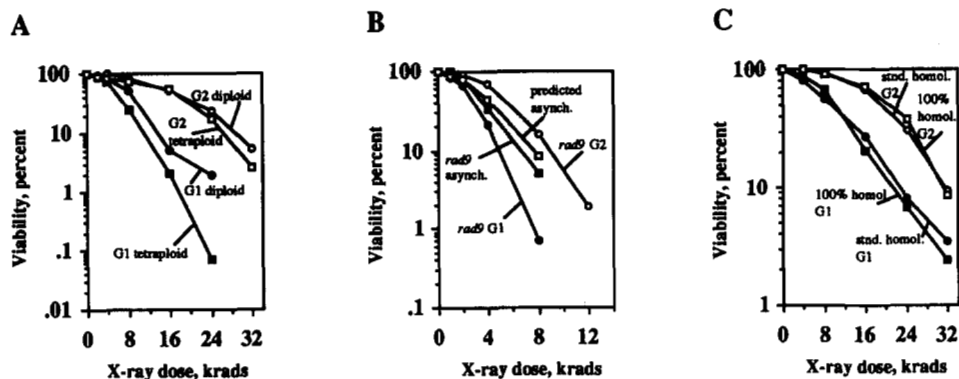 A
Viability, percent
100
10
1
.1
.01
G2 diploid
G2
tetraploid
G1 diploid
G1 tetraploid
0 8 16 24 32
X-ray dose, krads
B
Viability, percent
100
10
1
.1
predicted
asynch.
rad9
asynch.
rad9 G2
rad9 G1
0 4 8 12
X-ray dose, krads
C
Viability, percent
100
10
1
stnd. homol.
G2
100%
homol.
G2
100% homol.
G1
stnd. homol.
G1
0 8 16 24 32
X-ray dose, krads